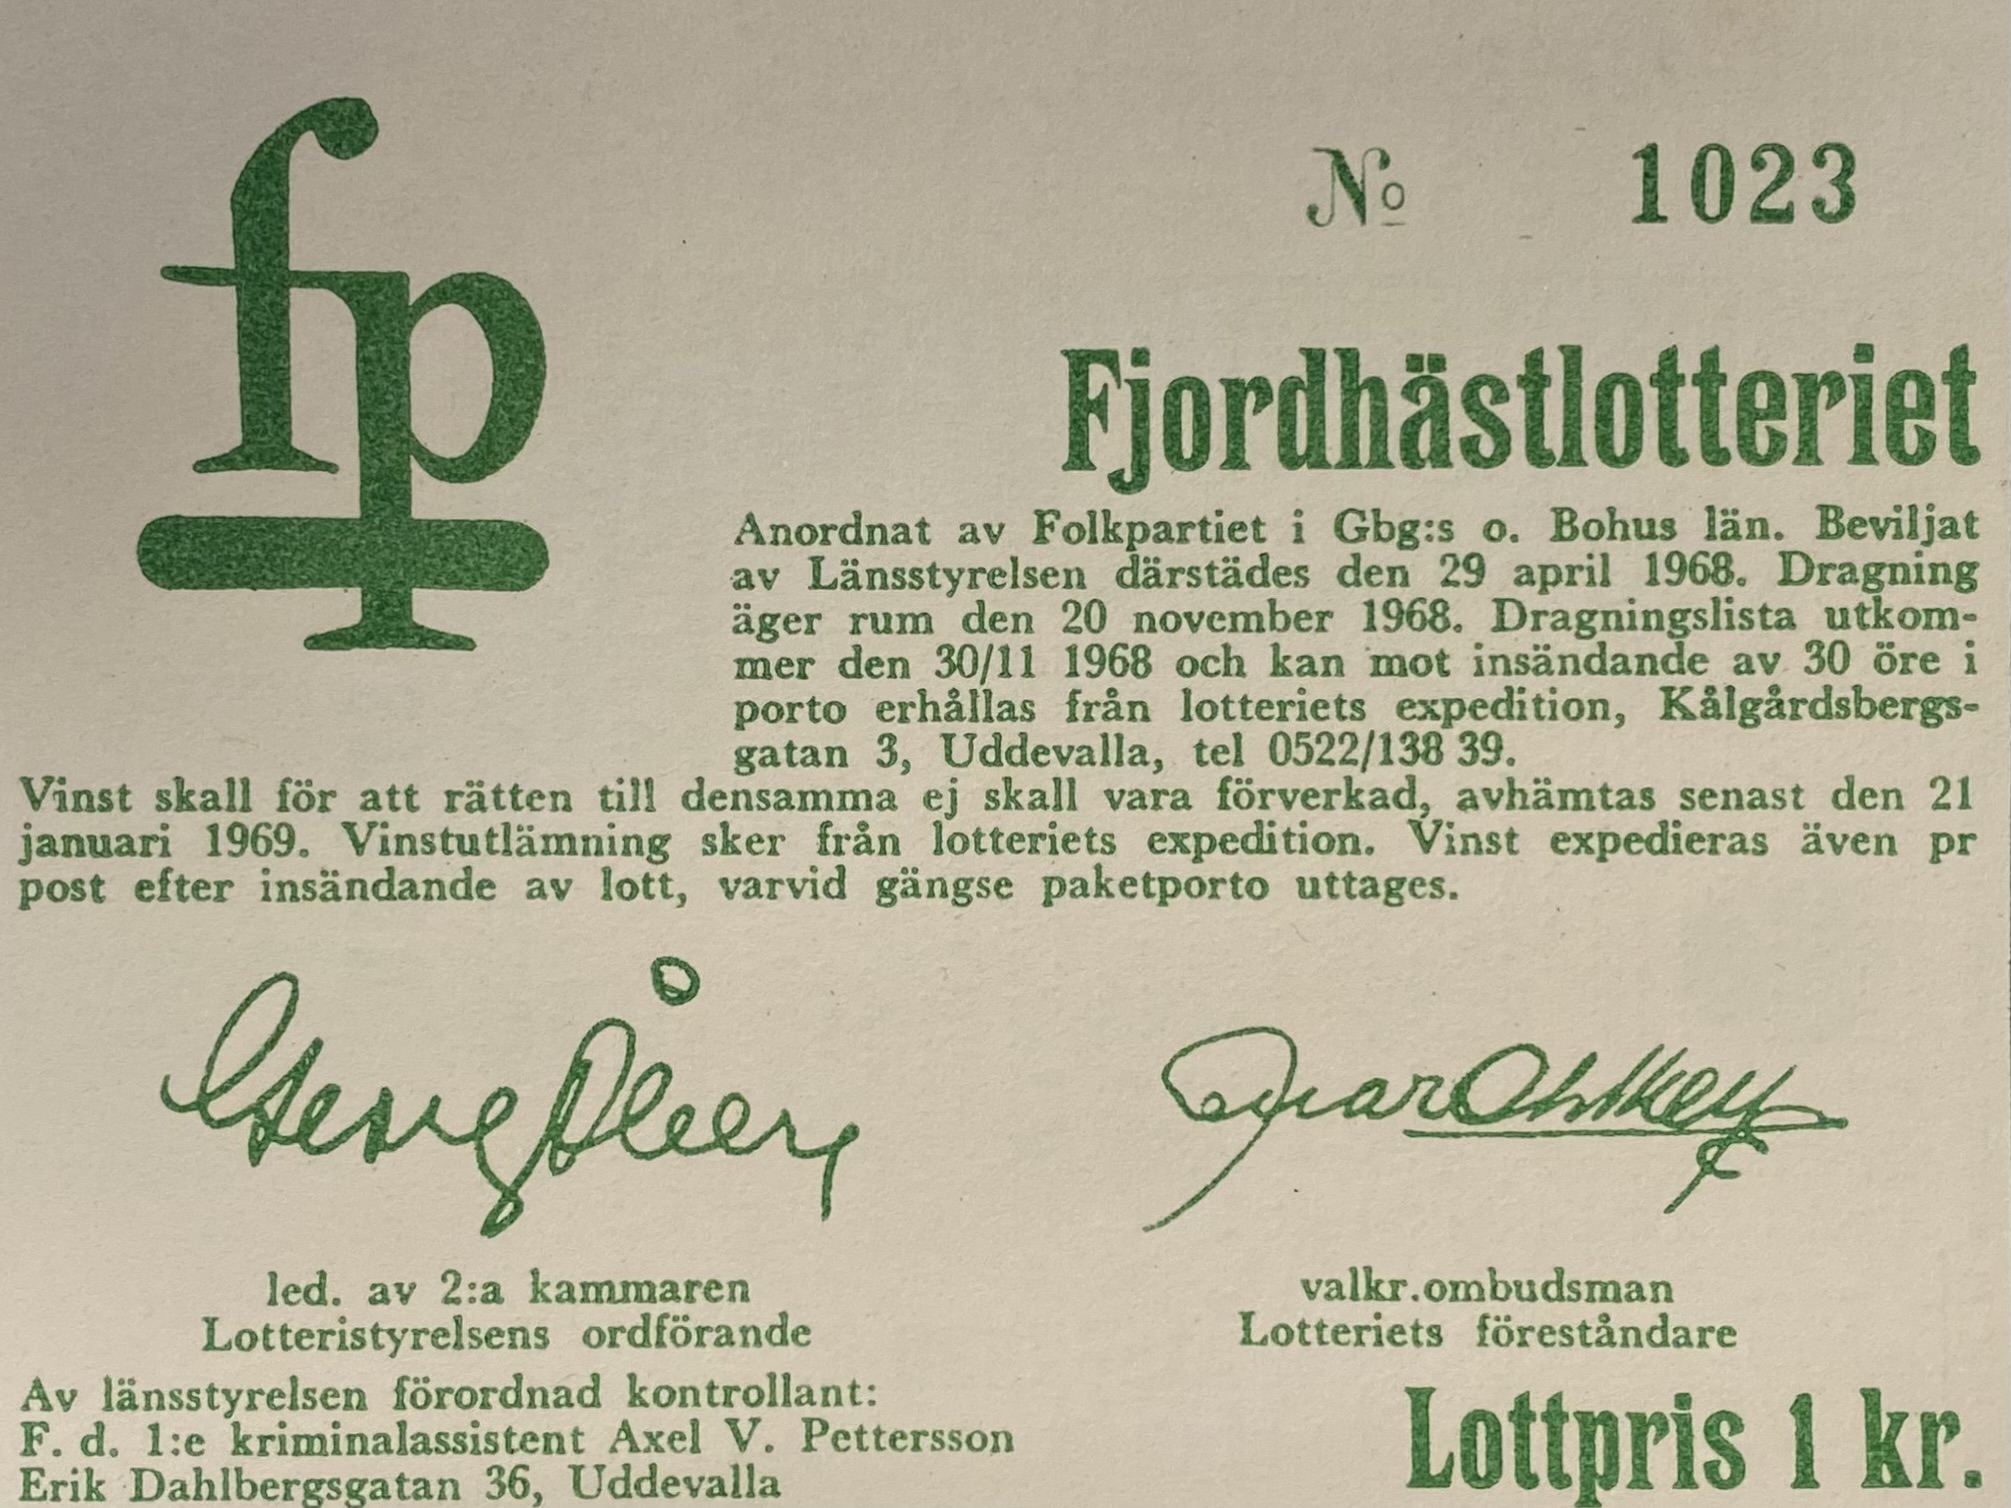 fp
No 1023
Fjordhästlotteriet
Anordnat av Folkpartiet i Gbg:s o. Bohus län. Beviljat
av Länsstyrelsen därstädes den 29 april 1968. Dragning
äger rum den 20 november 1968. Dragningslista utkom-
mer den 30/11 1968 och kan mot insändande av 30 öre i
porto erhållas från lotteriets expedition, Kålgårdsbergs-
gatan 3, Uddevalla, tel 0522/138 39.
Vinst skall för att rätten till densamma ej skall vara förverkad, avhämtas senast den 21
januari 1969. Vinstutlämning sker från lotteriets expedition. Vinst expedieras även pr
post efter insändande av lott, varvid gängse paketporto uttages.
Georg Åberg
led. av 2:a kammaren
Lotteristyrelsens ordförande
valkr.ombudsman
Lotteriets föreståndare
Av länsstyrelsen förordnad kontrollant:
F. d. 1:e kriminalassistent Axel V. Pettersson
Erik Dahlbergsgatan 36, Uddevalla
Lottpris 1 kr.